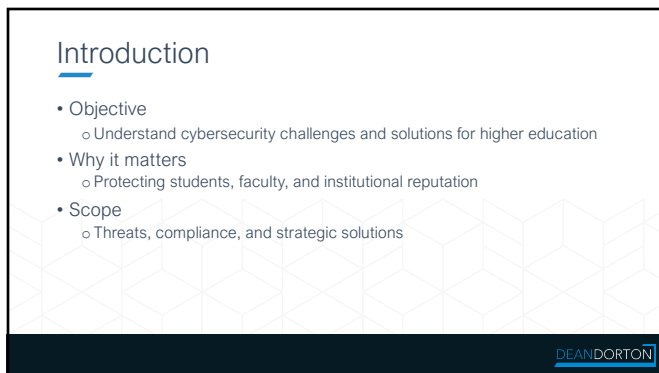 Introduction
• Objective
o Understand cybersecurity challenges and solutions for higher education
• Why it matters
o Protecting students, faculty, and institutional reputation
• Scope
o Threats, compliance, and strategic solutions
DEANDORTON